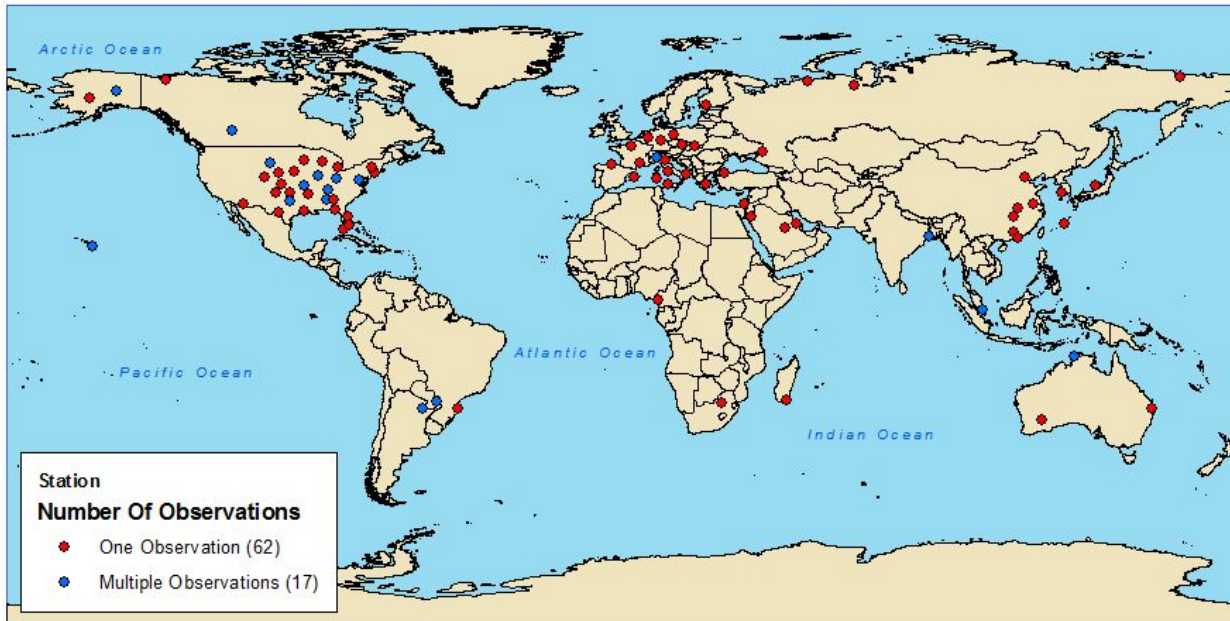 Arctic Ocean
Atlantic Ocean
Pacific Ocean
Indian Ocean
Station
Number Of Observations
One Observation (62)
Multiple Observations (17)